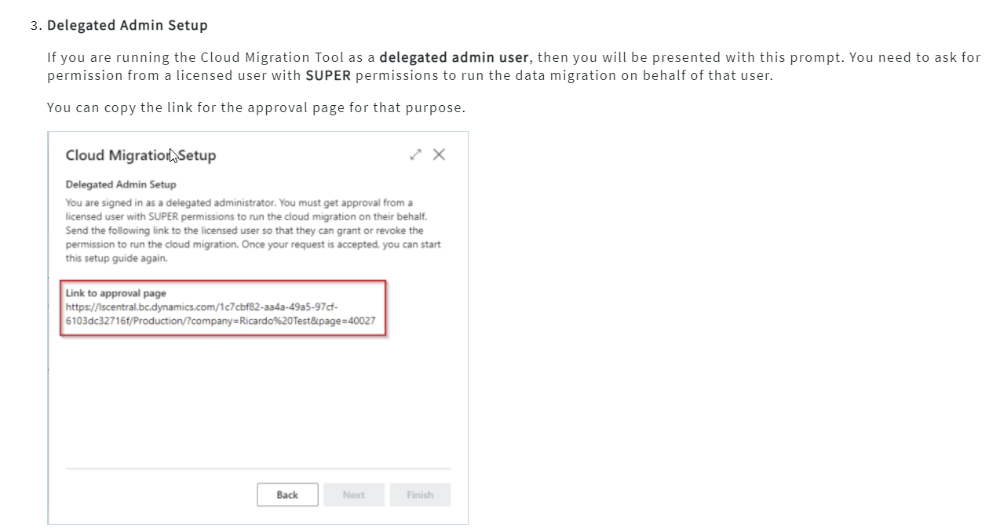 3. Delegated Admin Setup
If you are running the Cloud Migration Tool as a delegated admin user, then you will be presented with this prompt. You need to ask for
permission from a licensed user with SUPER permissions to run the data migration on behalf of that user.
You can copy the link for the approval page for that purpose.
Cloud Migration Setup
Delegated Admin Setup
You are signed in as a delegated administrator. You must get approval from a
licensed user with SUPER permissions to run the cloud migration on their behalf.
Send the following link to the licensed user so that they can grant or revoke the
permission to run the cloud migration. Once your request is accepted, you can start
this setup guide again.
Link to approval page
https://lscentral.bc.dynamics.com/1c7cbf82-aa4a-49a5-97cf-
6103dc32716f/Production/?company=Ricardo%20Test&page=40027
Back
Next
Finish